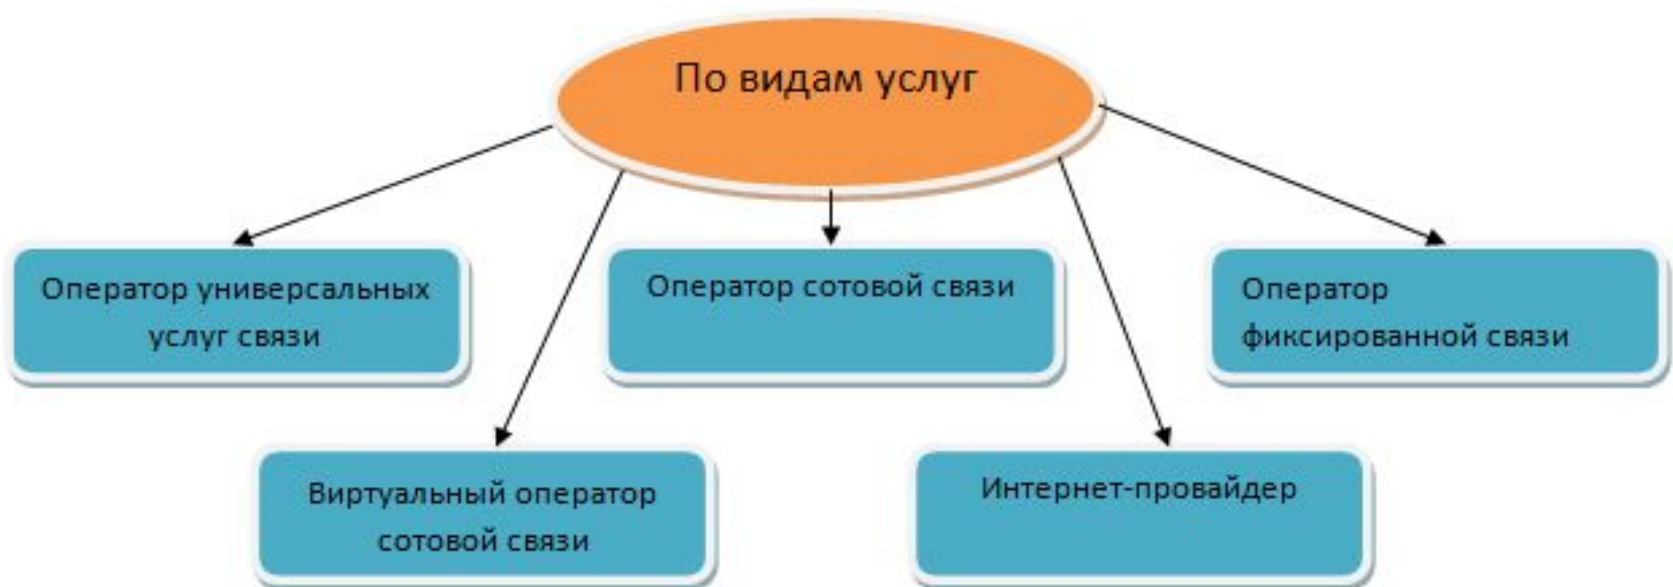 По видам услуг
Оператор универсальных
услуг связи
Оператор сотовой связи
Оператор
фиксированной связи
Виртуальный оператор
сотовой связи
Интернет-провайдер